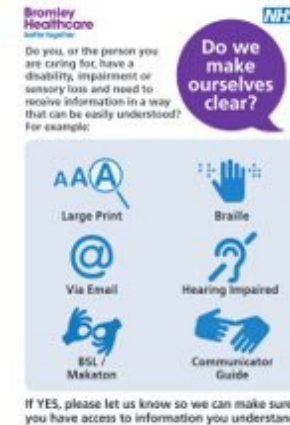 Bromley
Healthcare
better together
NHS
Do you, or the person you
are caring for, have a
disability, impairment or
sensory loss and need to
receive information in a way
that can be easily understood?
For example:
Do we
make
ourselves
clear?
AAA
Large Print
Braille
@
Via Email
Hearing Impaired
BSL /
Makaton
Communicator
Guide
If YES, please let us know so we can make sure
you have access to information you understand